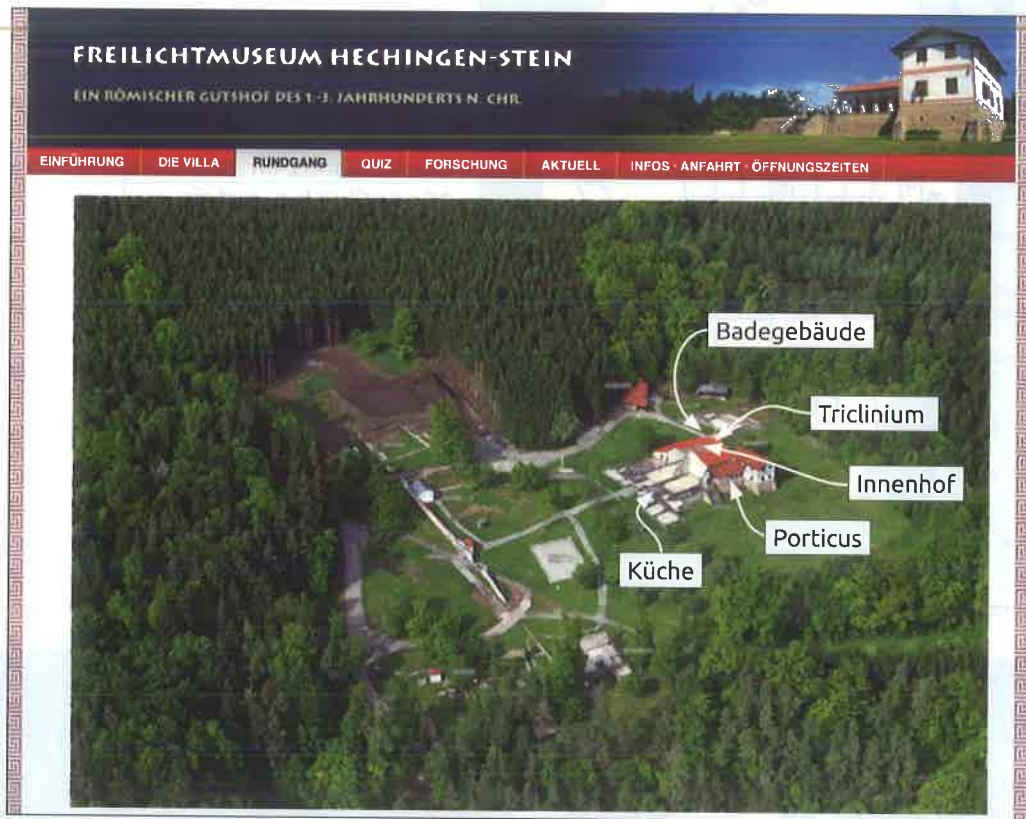 FREILICHTMUSEUM HECHINGEN-STEIN
EIN RÖMISCHER GUTSHOF DES 1.-3. JAHRHUNDERTS N. CHR.
EINFÜHRUNG DIE VILLA RUNDGANG QUIZ FORSCHUNG AKTUELL INFOS · ANFAHRT · ÖFFNUNGSZEITEN
Badegebäude
Triclinium
Innenhof
Porticus
Küche